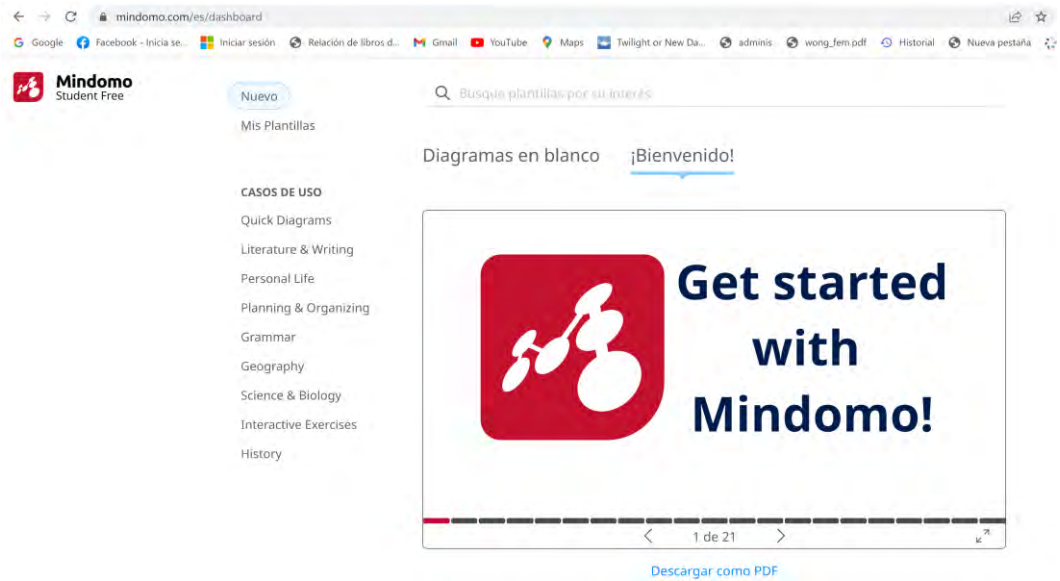 mindomo.com/es/dashboard
Google Facebook - Inicia se... Iniciar sesión Relación de libros d... Gmail YouTube Maps Twilight or New Da... adminis wong_fem.pdf Historial Nueva pestaña
Mindomo
Student Free
Nuevo
Mis Plantillas
CASOS DE USO
Quick Diagrams
Literature & Writing
Personal Life
Planning & Organizing
Grammar
Geography
Science & Biology
Interactive Exercises
History
Busque plantillas por su interés
Diagramas en blanco ¡Bienvenido!
Get started
with
Mindomo!
1 de 21
Descargar como PDF